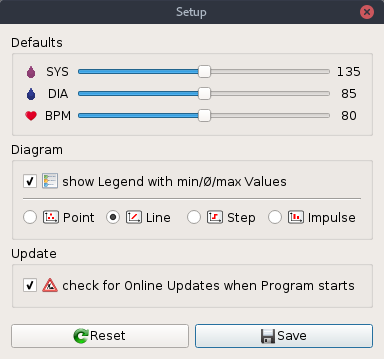 Setup
Defaults
SYS 135
DIA 85
BPM 80
Diagram
show Legend with min/Ø/max Values
Point Line Step Impulse
Update
check for Online Updates when Program starts
Reset Save